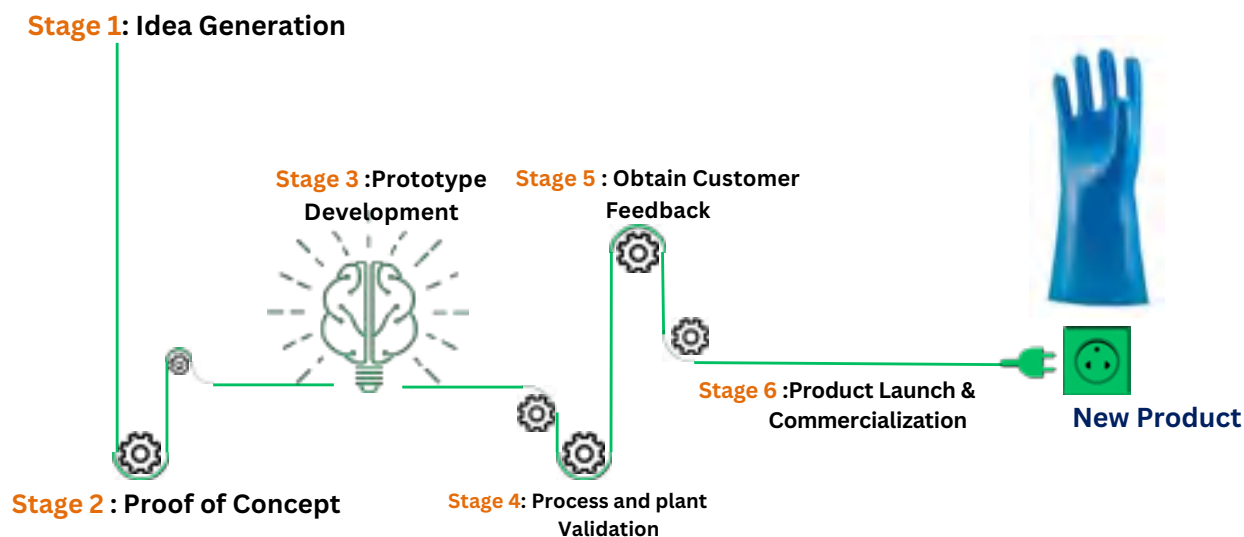 Stage 1: Idea Generation
Stage 2 : Proof of Concept
Stage 3 :Prototype
Development
Stage 4: Process and plant
Validation
Stage 5 : Obtain Customer
Feedback
Stage 6 :Product Launch &
Commercialization
New Product